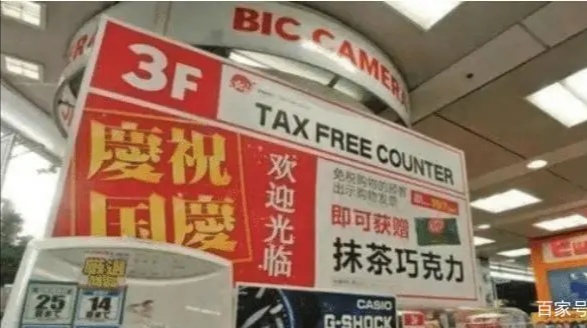 BIC CAMERA
3F
TAX FREE COUNTER
慶祝
国慶
欢迎光临
免税购物的顾客
出示购物发票
即可获赠
抹茶巧克力
厳選
25
14
CASIO
G-SHOCK
百家号